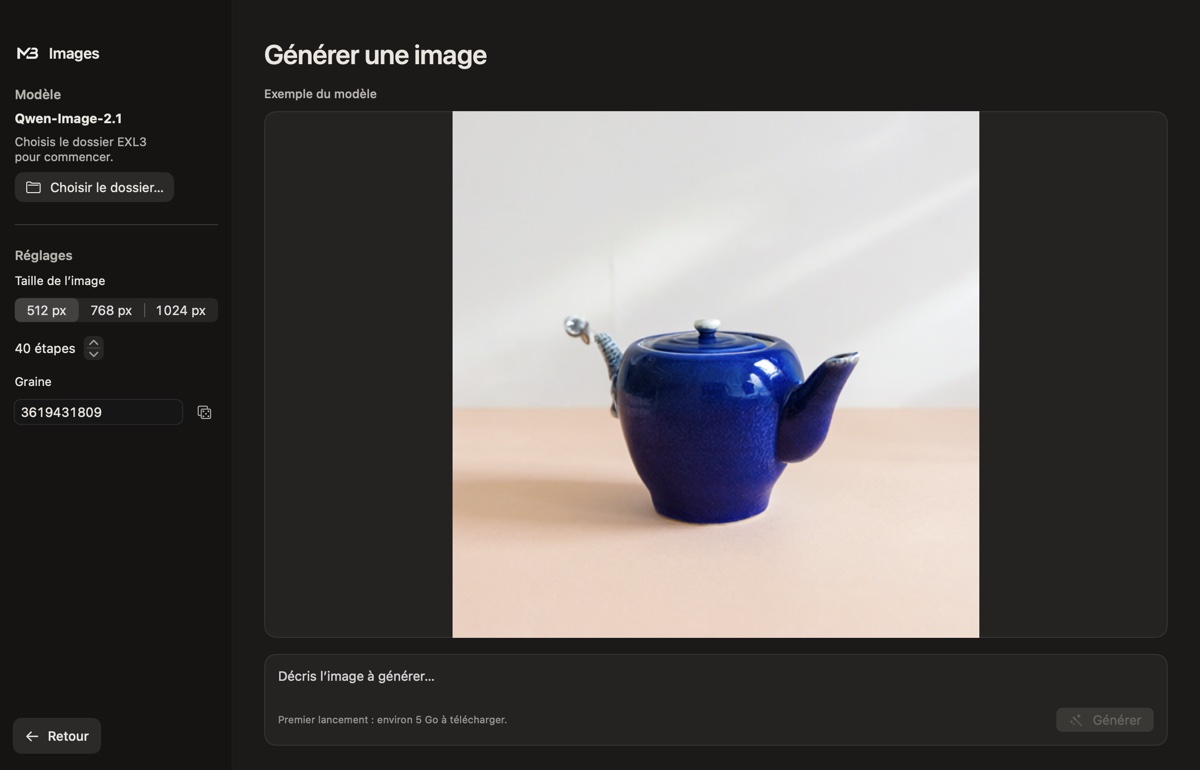 M3 Images
Modèle
Qwen-Image-2.1
Choisis le dossier EXL3
pour commencer.
Choisir le dossier...
Réglages
Taille de l'image
512 px 768 px 1024 px
40 étapes
Graine
3619431809
Retour
Générer une image
Exemple du modèle
Décris l'image à générer...
Premier lancement : environ 5 Go à télécharger.
Générer